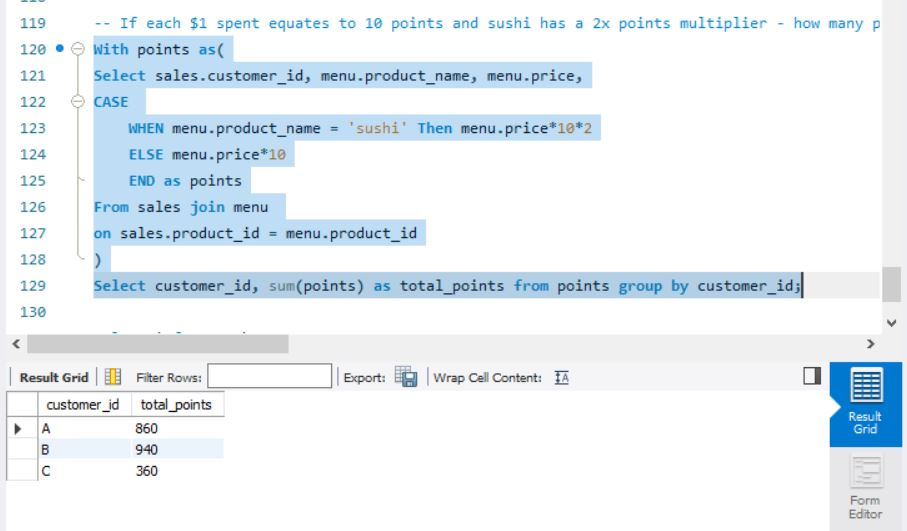 119 -- If each $1 spent equates to 10 points and sushi has a 2x points multiplier - how many p
120 With points as(
121 Select sales.customer_id, menu.product_name, menu.price,
122 CASE
123 WHEN menu.product_name = 'sushi' Then menu.price*10*2
124 ELSE menu.price*10
125 END as points
126 From sales join menu
127 on sales.product_id = menu.product_id
128 )
129 Select customer_id, sum(points) as total_points from points group by customer_id;
130
Result Grid Filter Rows: Export: Wrap Cell Content: IA
customer_id total_points
A 860
B 940
C 360
Result
Grid
Form
Editor